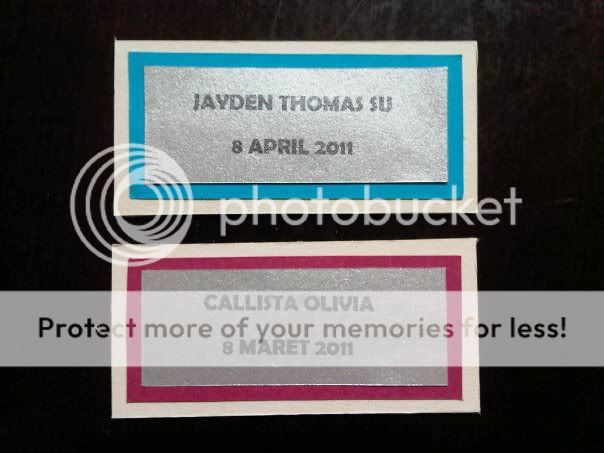 JAYDEN THOMAS SU
8 APRIL 2011
photobucket
CALLISTA OLIVIA
Protect more of your memories for less!
8 MARET 2011